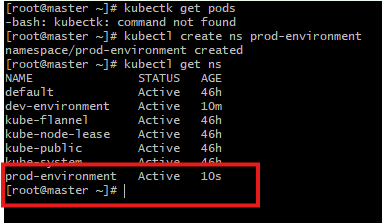 [root@master ~]# kubectk get pods
-bash: kubectk: command not found
[root@master ~]# kubectl create ns prod-environment
namespace/prod-environment created
[root@master ~]# kubectl get ns
NAME STATUS AGE
default Active 46h
dev-environment Active 10m
kube-flannel Active 46h
kube-node-lease Active 46h
kube-public Active 46h
kube-system Active 46h
prod-environment Active 10s
[root@master ~]#